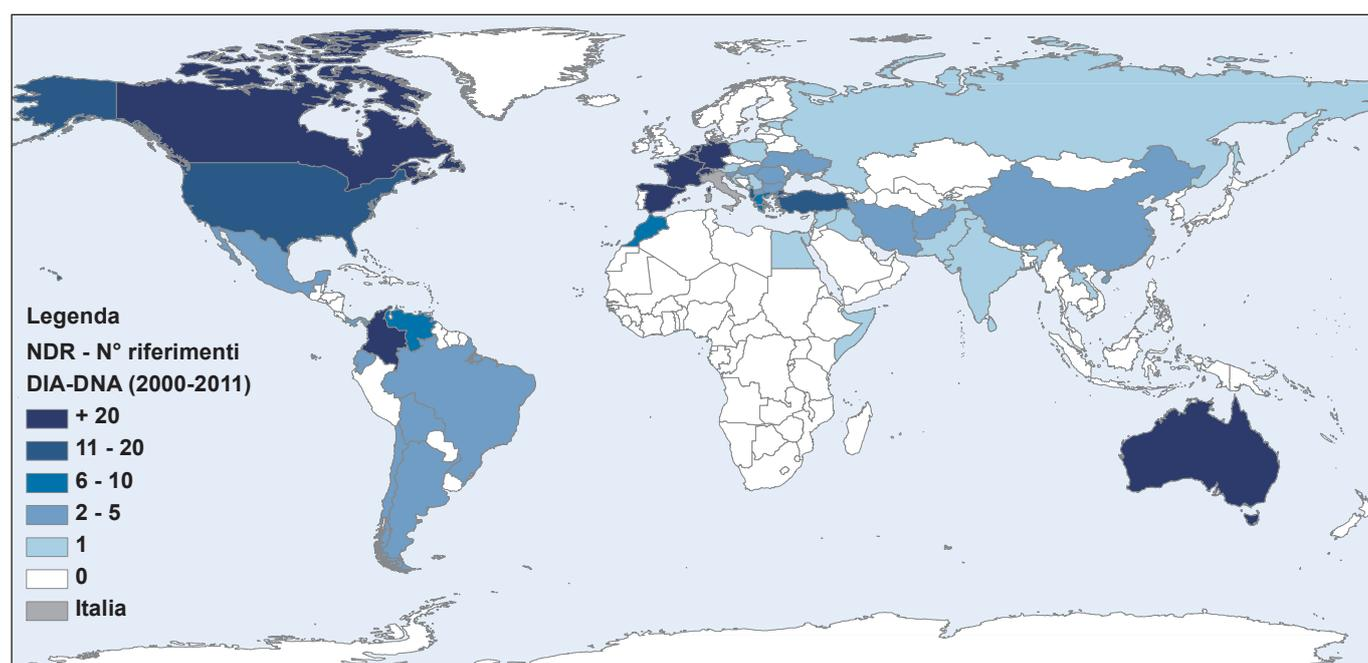 Legenda
NDR - N° riferimenti
DIA-DNA (2000-2011)
+ 20
11 - 20
6 - 10
2 - 5
1
0
Italia